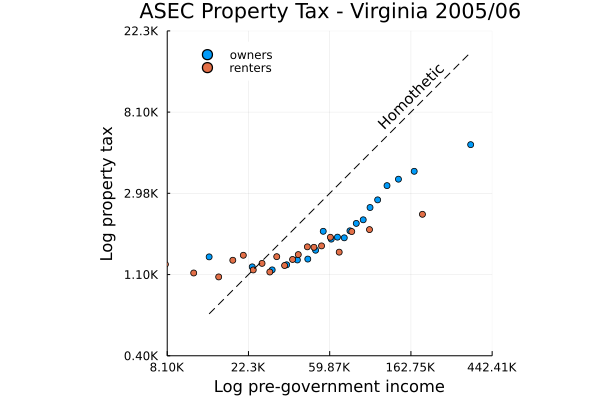 ASEC Property Tax - Virginia 2005/06
22.3K
owners
renters
Homothetic
8.10K
2.98K
1.10K
0.40K
Log property tax
8.10K 22.3K 59.87K 162.75K 442.41K
Log pre-government income